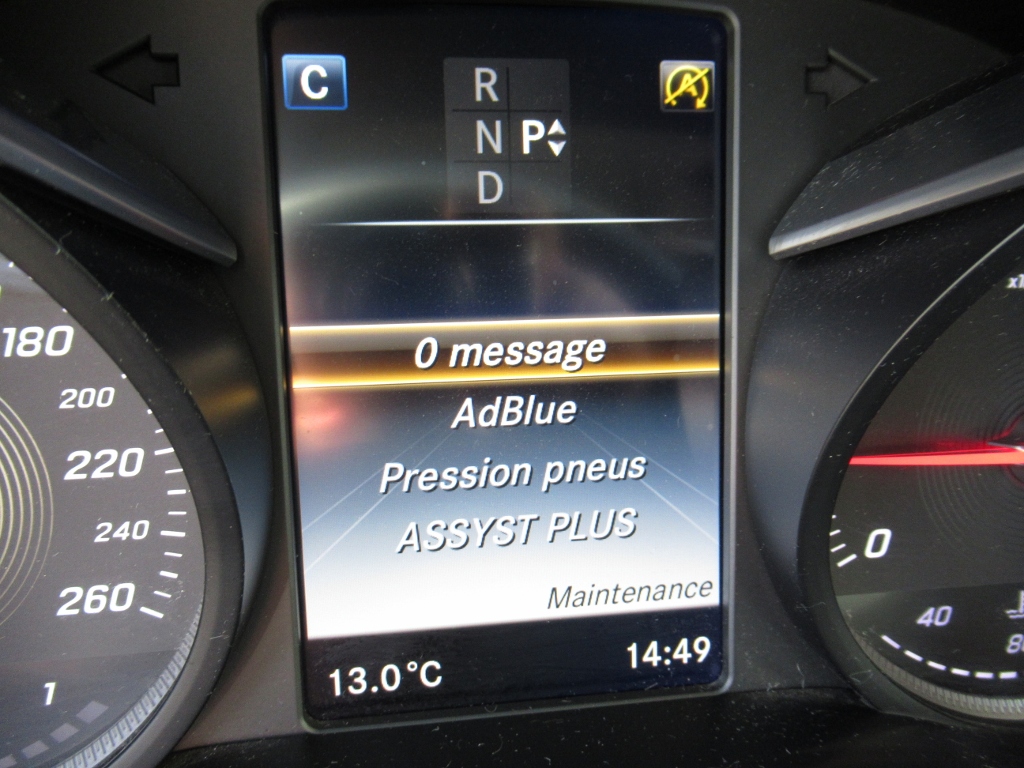 C
R
N P
D
A
0 message
AdBlue
Pression pneus
ASSYST PLUS
Maintenance
13.0°C
14:49
180
200
220
240
260
1
0
40